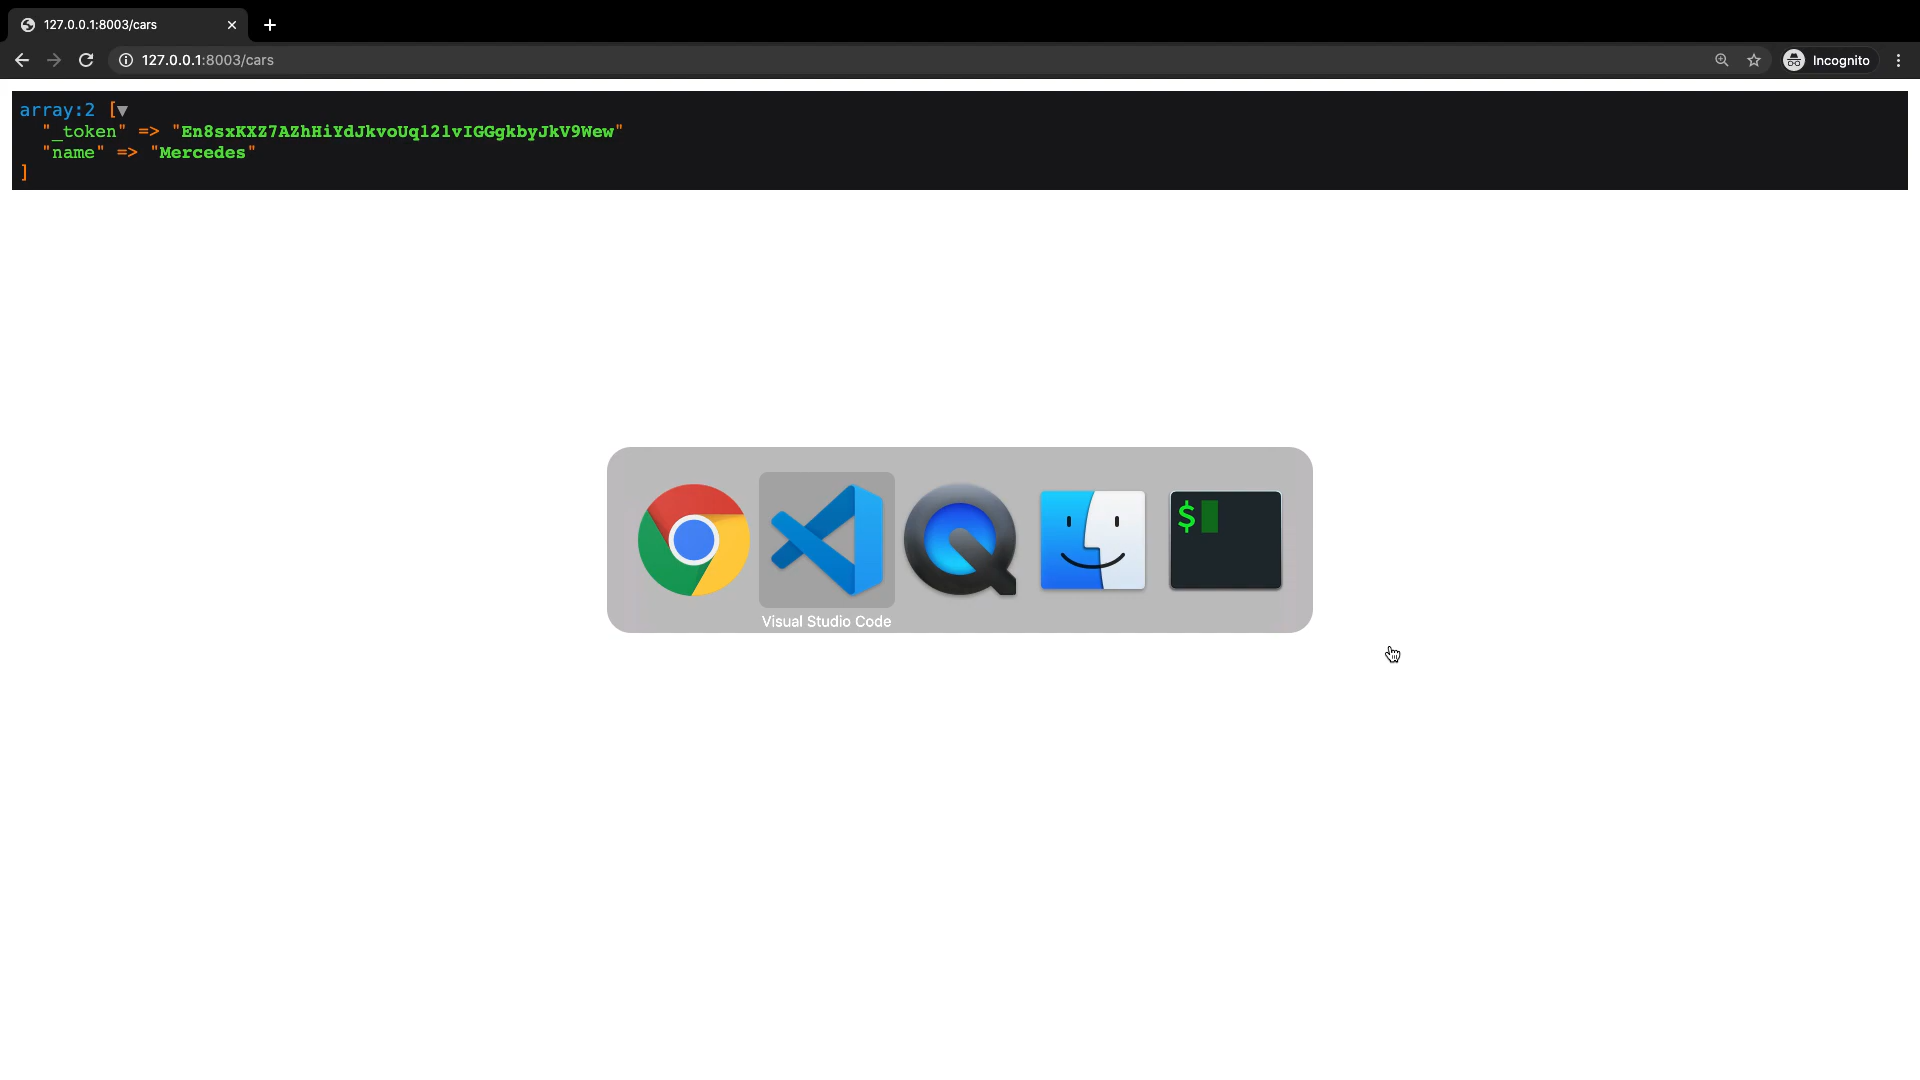 127.0.0.1:8003/cars
127.0.0.1:8003/cars
Incognito
array:2 [▼
"_token" => "En8sxKXZ7AZhHiYdJkvoUq121vIGGgkbyJkV9Wew"
"name" => "Mercedes"
]
$
Visual Studio Code